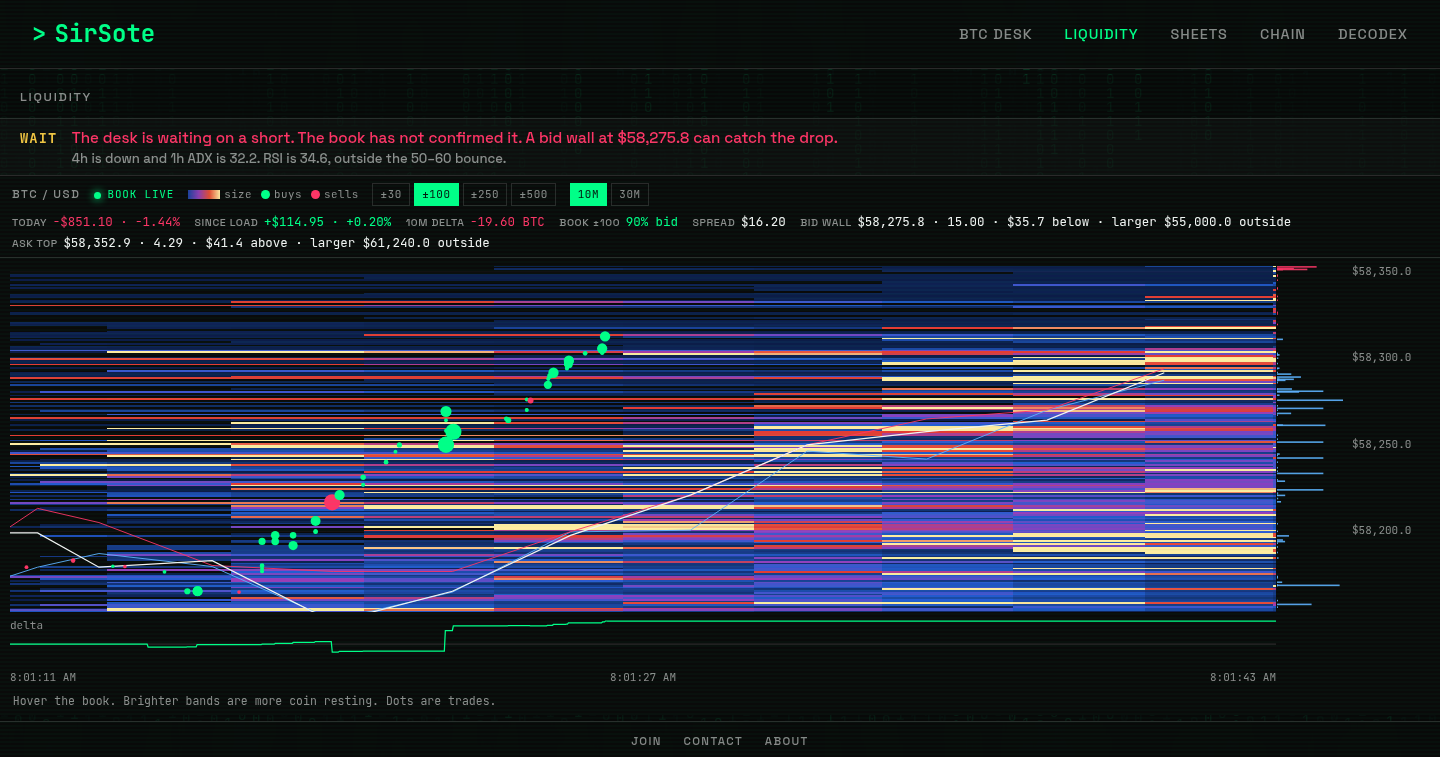 > SirSote
BTC DESK LIQUIDITY SHEETS CHAIN DECODEX
LIQUIDITY
WAIT The desk is waiting on a short. The book has not confirmed it. A bid wall at $58,275.8 can catch the drop.
4h is down and 1h ADX is 32.2. RSI is 34.6, outside the 50–60 bounce.
BTC / USD BOOK LIVE size buys sells ±30 ±100 ±250 ±500 10M 30M
TODAY -$851.10 · -1.44% SINCE LOAD +$114.95 · +0.20% 10M DELTA -19.60 BTC BOOK ±100 90% bid SPREAD $16.20 BID WALL $58,275.8 · 15.00 · $35.7 below · larger $55,000.0 outside
ASK TOP $58,352.9 · 4.29 · $41.4 above · larger $61,240.0 outside
$58,350.0
$58,300.0
$58,250.0
$58,200.0
delta
8:01:11 AM 8:01:27 AM 8:01:43 AM
Hover the book. Brighter bands are more coin resting. Dots are trades.
JOIN CONTACT ABOUT